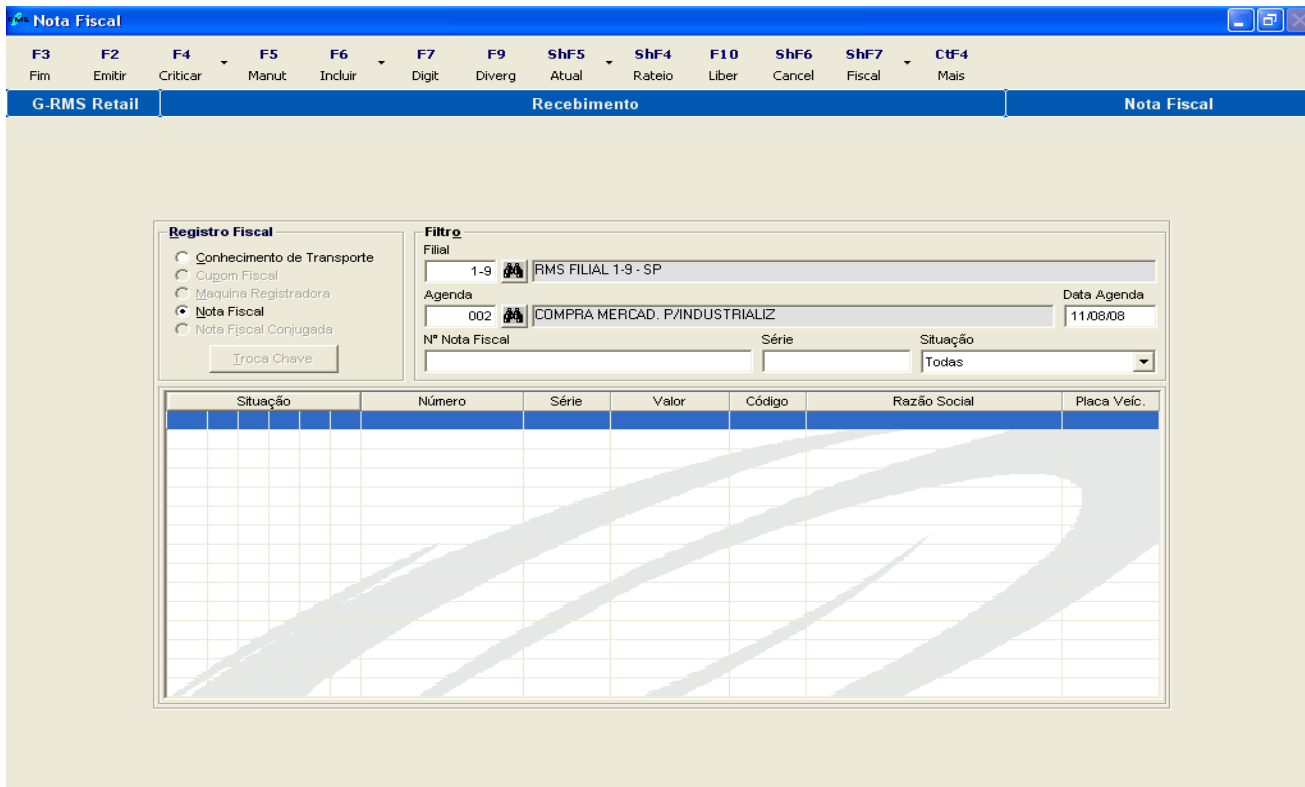 RMS Nota Fiscal
F3 F2 F4 F5 F6 F7 F9 ShF5 ShF4 F10 ShF6 ShF7 CtF4
Fim Emitir Criticar Manut Incluir Digit Diverg Atual Rateio Liber Cancel Fiscal Mais
G-RMS Retail Recebimento Nota Fiscal
Registro Fiscal
Conhecimento de Transporte
Cupom Fiscal
Maquina Registradora
Nota Fiscal
Nota Fiscal Conjugada
Troca Chave
Filtro
Filial
1-9 RMS FILIAL 1-9 - SP
Agenda Data Agenda
002 COMPRA MERCAD. P/INDUSTRIALIZ 11/08/08
Nª Nota Fiscal Série Situação
Todas
Situação Número Série Valor Código Razão Social Placa Veíc.